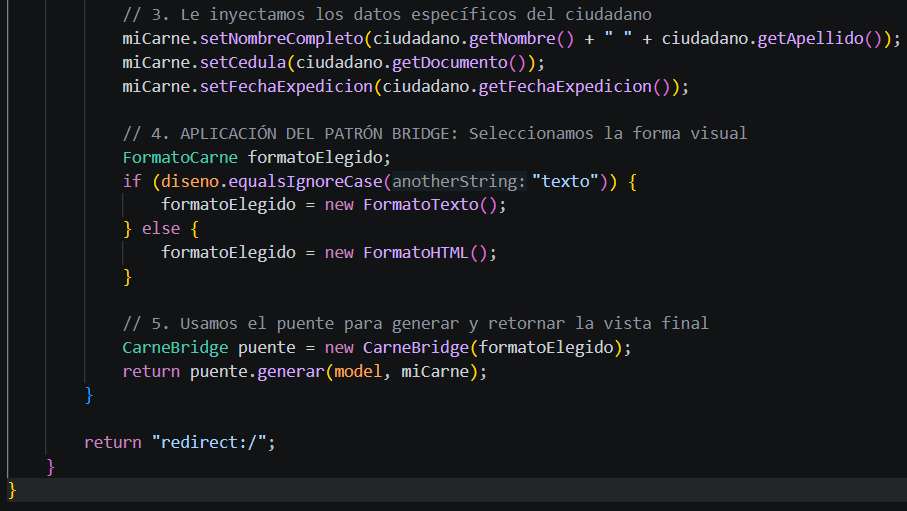 // 3. Le inyectamos los datos específicos del ciudadano
miCarne.setNombreCompleto(ciudadano.getNombre() + " " + ciudadano.getApellido());
miCarne.setCedula(ciudadano.getDocumento());
miCarne.setFechaExpedicion(ciudadano.getFechaExpedicion());
// 4. APLICACIÓN DEL PATRÓN BRIDGE: Seleccionamos la forma visual
FormatoCarne formatoElegido;
if (diseno.equalsIgnoreCase(anotherString: "texto")) {
formatoElegido = new FormatoTexto();
} else {
formatoElegido = new FormatoHTML();
}
// 5. Usamos el puente para generar y retornar la vista final
CarneBridge puente = new CarneBridge(formatoElegido);
return puente.generar(model, miCarne);
}
return "redirect:/";
}
}